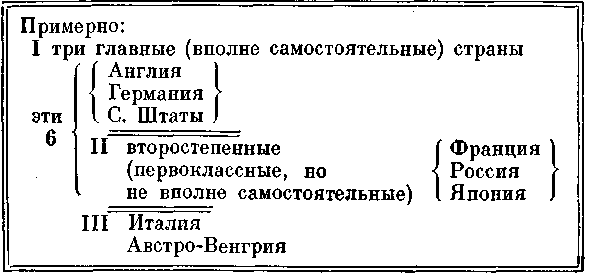 Примерно:
I три главные (вполне самостоятельные) страны
Англия
Германия
С. Штаты
эти
6
II второстепенные
(первоклассные, но
не вполне самостоятельные)
Франция
Россия
Япония
III Италия
Австро-Венгрия